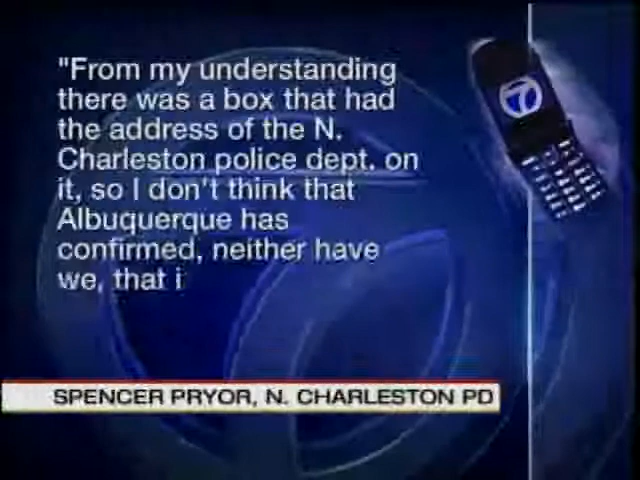 "From my understanding
there was a box that had
the address of the N.
Charleston police dept. on
it, so I don't think that
Albuquerque has
confirmed, neither have
we, that i
7
SPENCER PRYOR, N. CHARLESTON PD